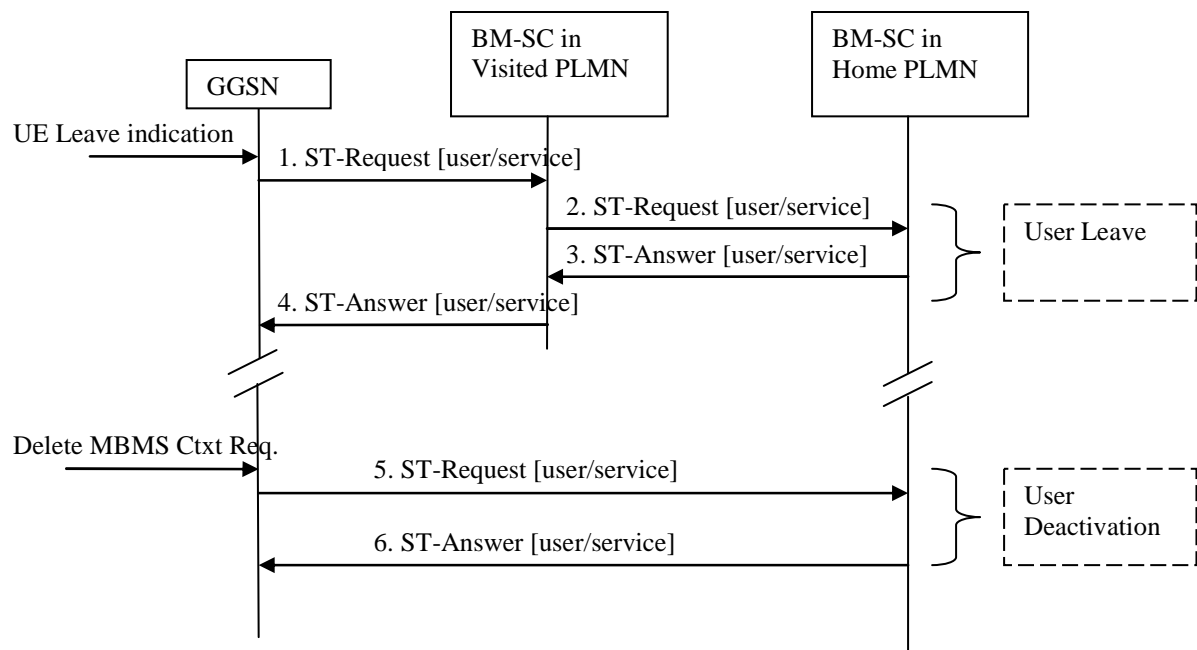 BM-SC in
Visited PLMN
BM-SC in
Home PLMN
GGSN
UE Leave indication
1. ST-Request [user/service]
2. ST-Request [user/service]
User Leave
3. ST-Answer [user/service]
4. ST-Answer [user/service]
Delete MBMS Ctxt Req.
5. ST-Request [user/service]
User
Deactivation
6. ST-Answer [user/service]